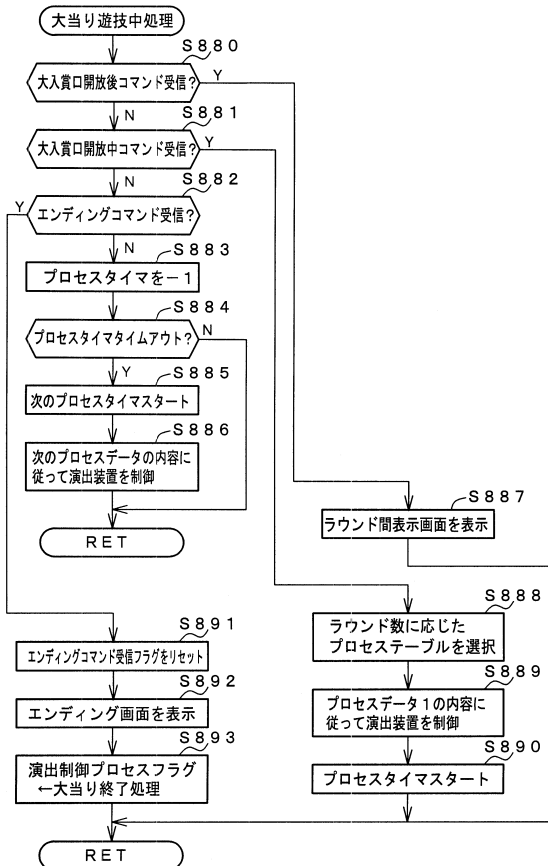 大当り遊技中処理
S880
大入賞口開放後コマンド受信?
Y
N
S881
大入賞口開放中コマンド受信?
Y
N
S882
エンディングコマンド受信?
Y
N
S883
プロセスタイマを－1
S884
プロセスタイマタイムアウト?
N
Y
S885
次のプロセスタイマスタート
S886
次のプロセスデータの内容に
従って演出装置を制御
RET
S887
ラウンド間表示画面を表示
S888
ラウンド数に応じた
プロセステーブルを選択
S889
プロセスデータ1の内容に
従って演出装置を制御
S890
プロセスタイマスタート
S891
エンディングコマンド受信フラグをリセット
S892
エンディング画面を表示
S893
演出制御プロセスフラグ
←大当り終了処理
RET